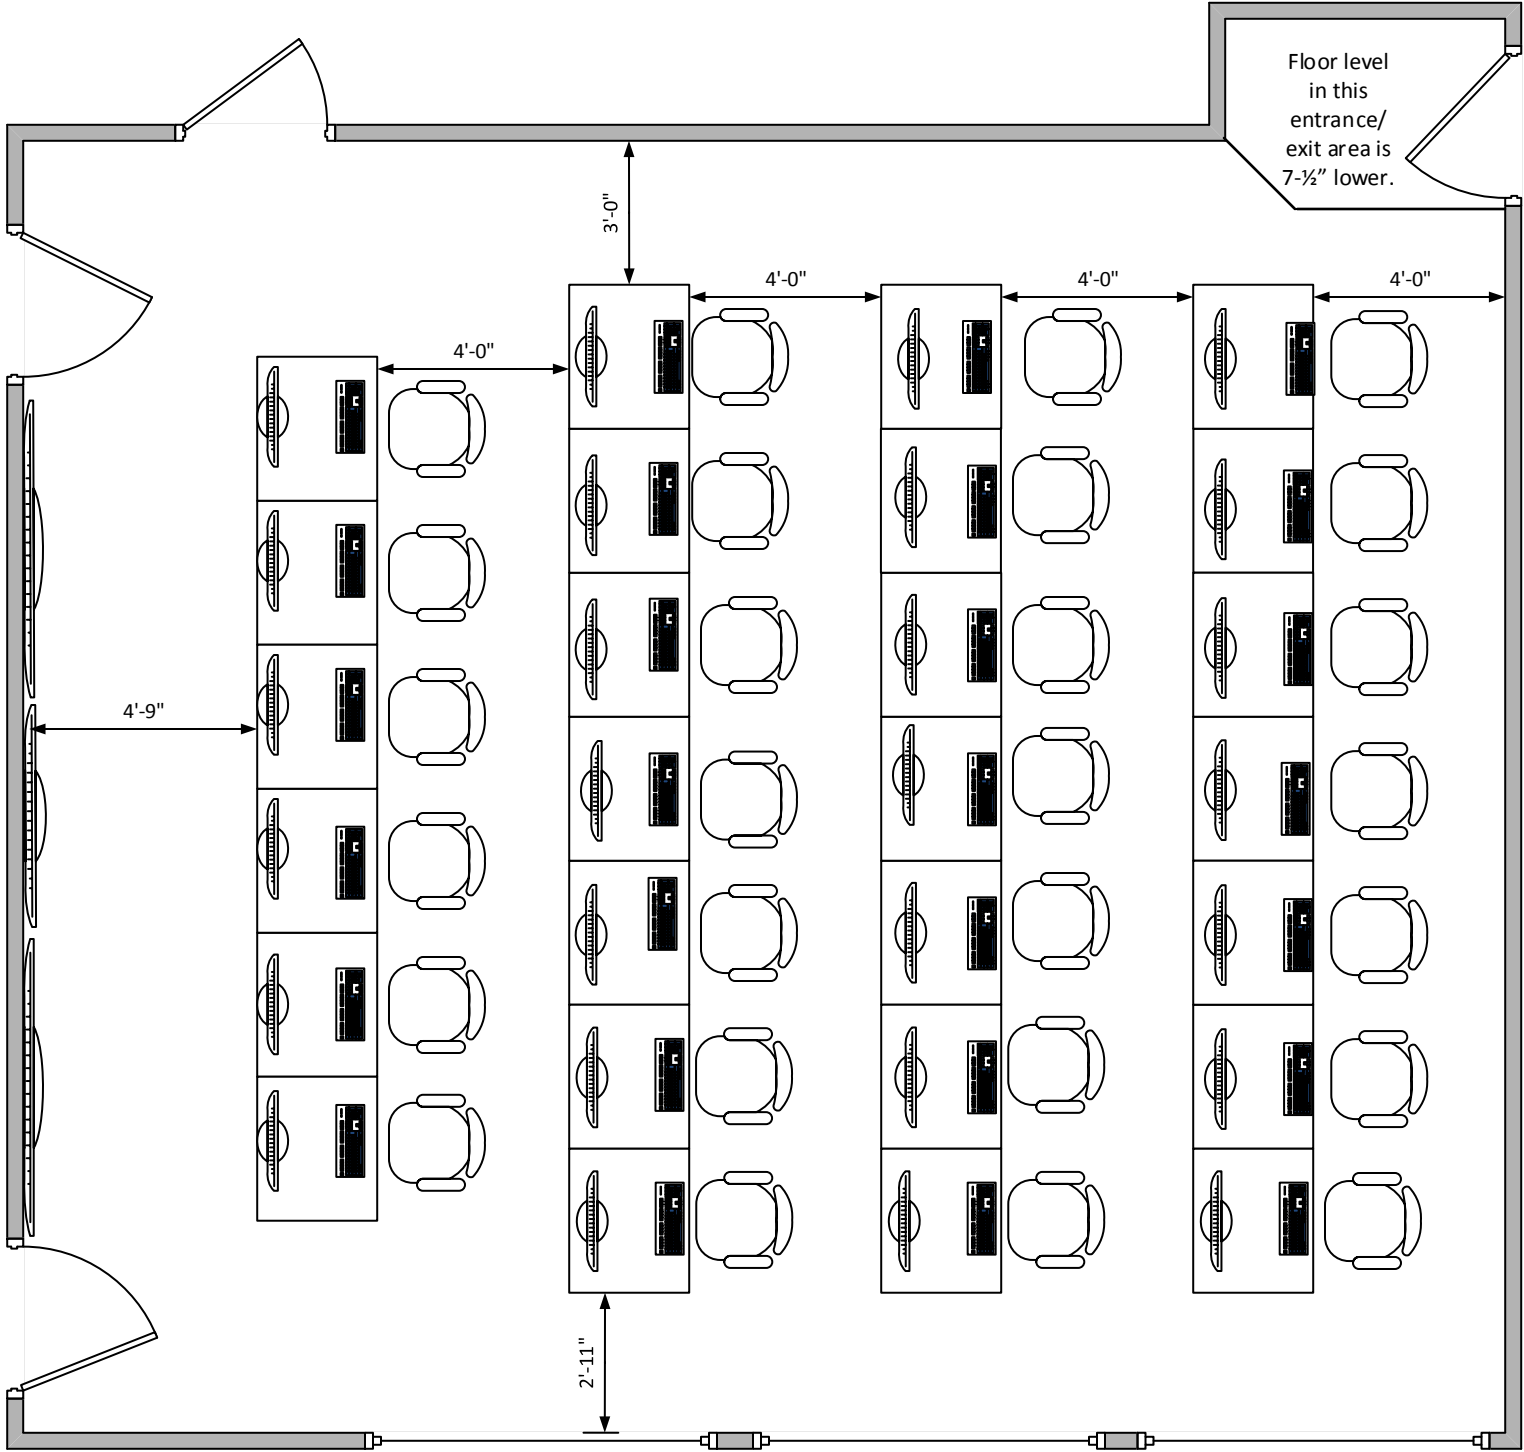 Floor level
in this
entrance/
exit area is
7-½” lower.
3'-0"
4'-0"
4'-0"
4'-0"
4'-0"
4'-9"
2'-11"